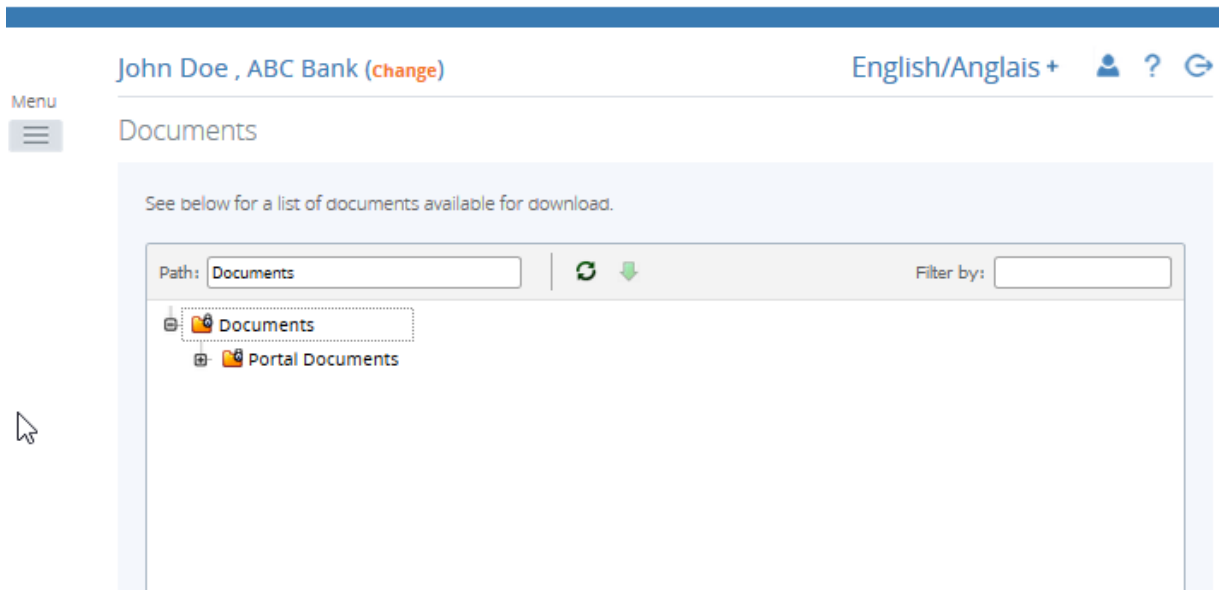 John Doe , ABC Bank (Change)
English/Anglais +
?
Menu
Documents
See below for a list of documents available for download.
Path: Documents
Filter by:
Documents
Portal Documents